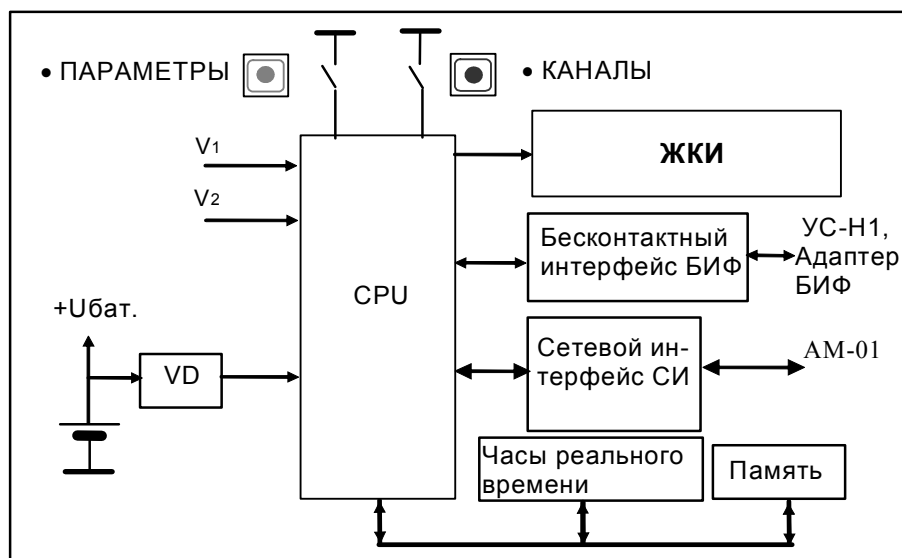 • ПАРАМЕТРЫ
• КАНАЛЫ
V1
V2
ЖКИ
CPU
Бесконтактный
интерфейс БИФ
УС-Н1,
Адаптер
БИФ
+Uбат.
VD
Сетевой ин-
терфейс СИ
АМ-01
Часы реального
времени
Память